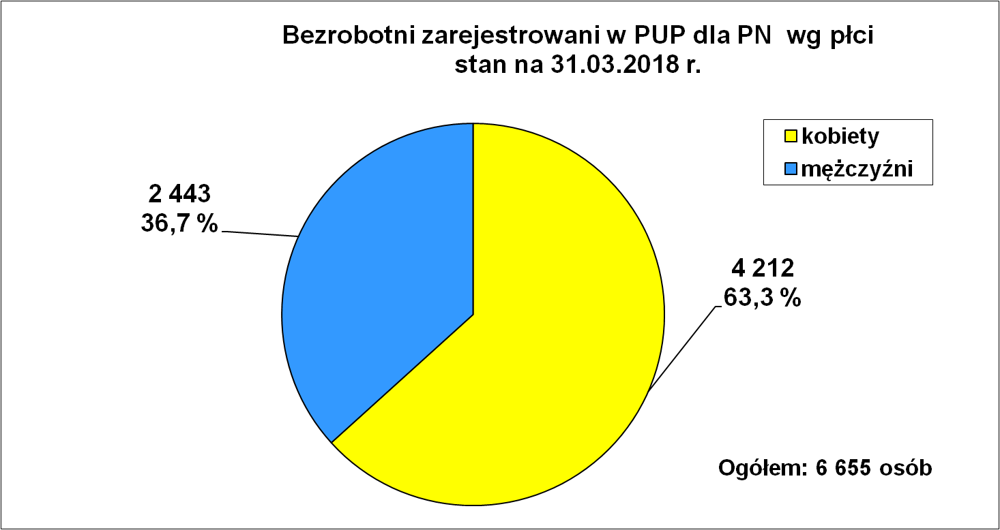 Bezrobotni zarejestrowani w PUP dla PN  wg płci
stan na 31.03.2018 r.
kobiety
mężczyźni
2 443
36,7 %
4 212
63,3 %
Ogółem: 6 655 osób